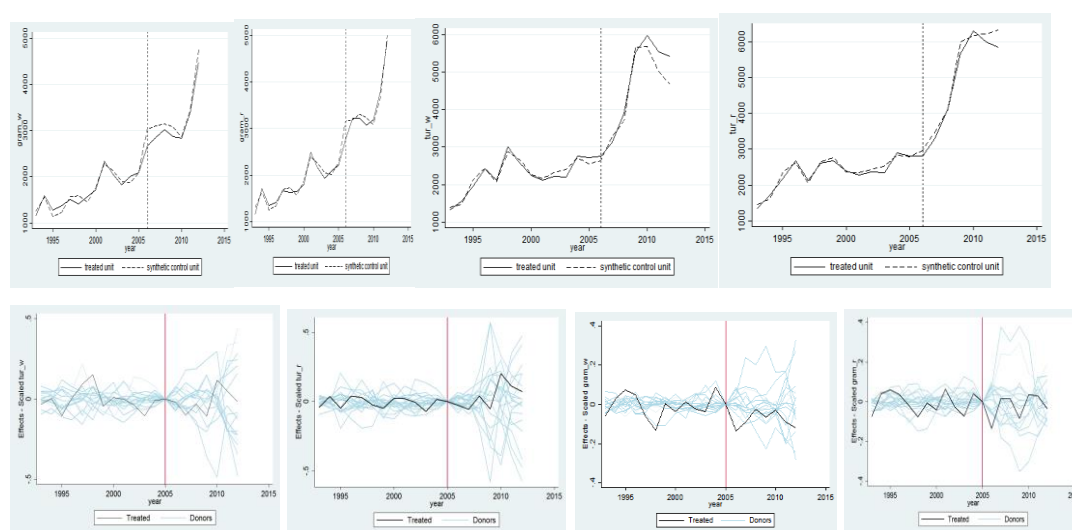 gram_w
1000 2000 3000 4000 5000
1995 2000 2005 2010 2015
year
treated unit synthetic control unit
gram_r
1000 2000 3000 4000 5000
1995 2000 2005 2010 2015
year
treated unit synthetic control unit
tur_w
1000 2000 3000 4000 5000 6000
1995 2000 2005 2010 2015
year
treated unit synthetic control unit
tur_r
1000 2000 3000 4000 5000 6000
1995 2000 2005 2010 2015
year
treated unit synthetic control unit
Effects - Scaled tur_w
-.5 0 .5
1995 2000 2005 2010 2015
year
Treated Donors
Effects - Scaled tur_r
-.5 0 .5
1995 2000 2005 2010 2015
year
Treated Donors
Effects - Scaled gram_w
-.4 -.2 0 .2 .4
1995 2000 2005 2010 2015
year
Treated Donors
Effects - Scaled gram_r
-.4 -.2 0 .2 .4
1995 2000 2005 2010 2015
year
Treated Donors